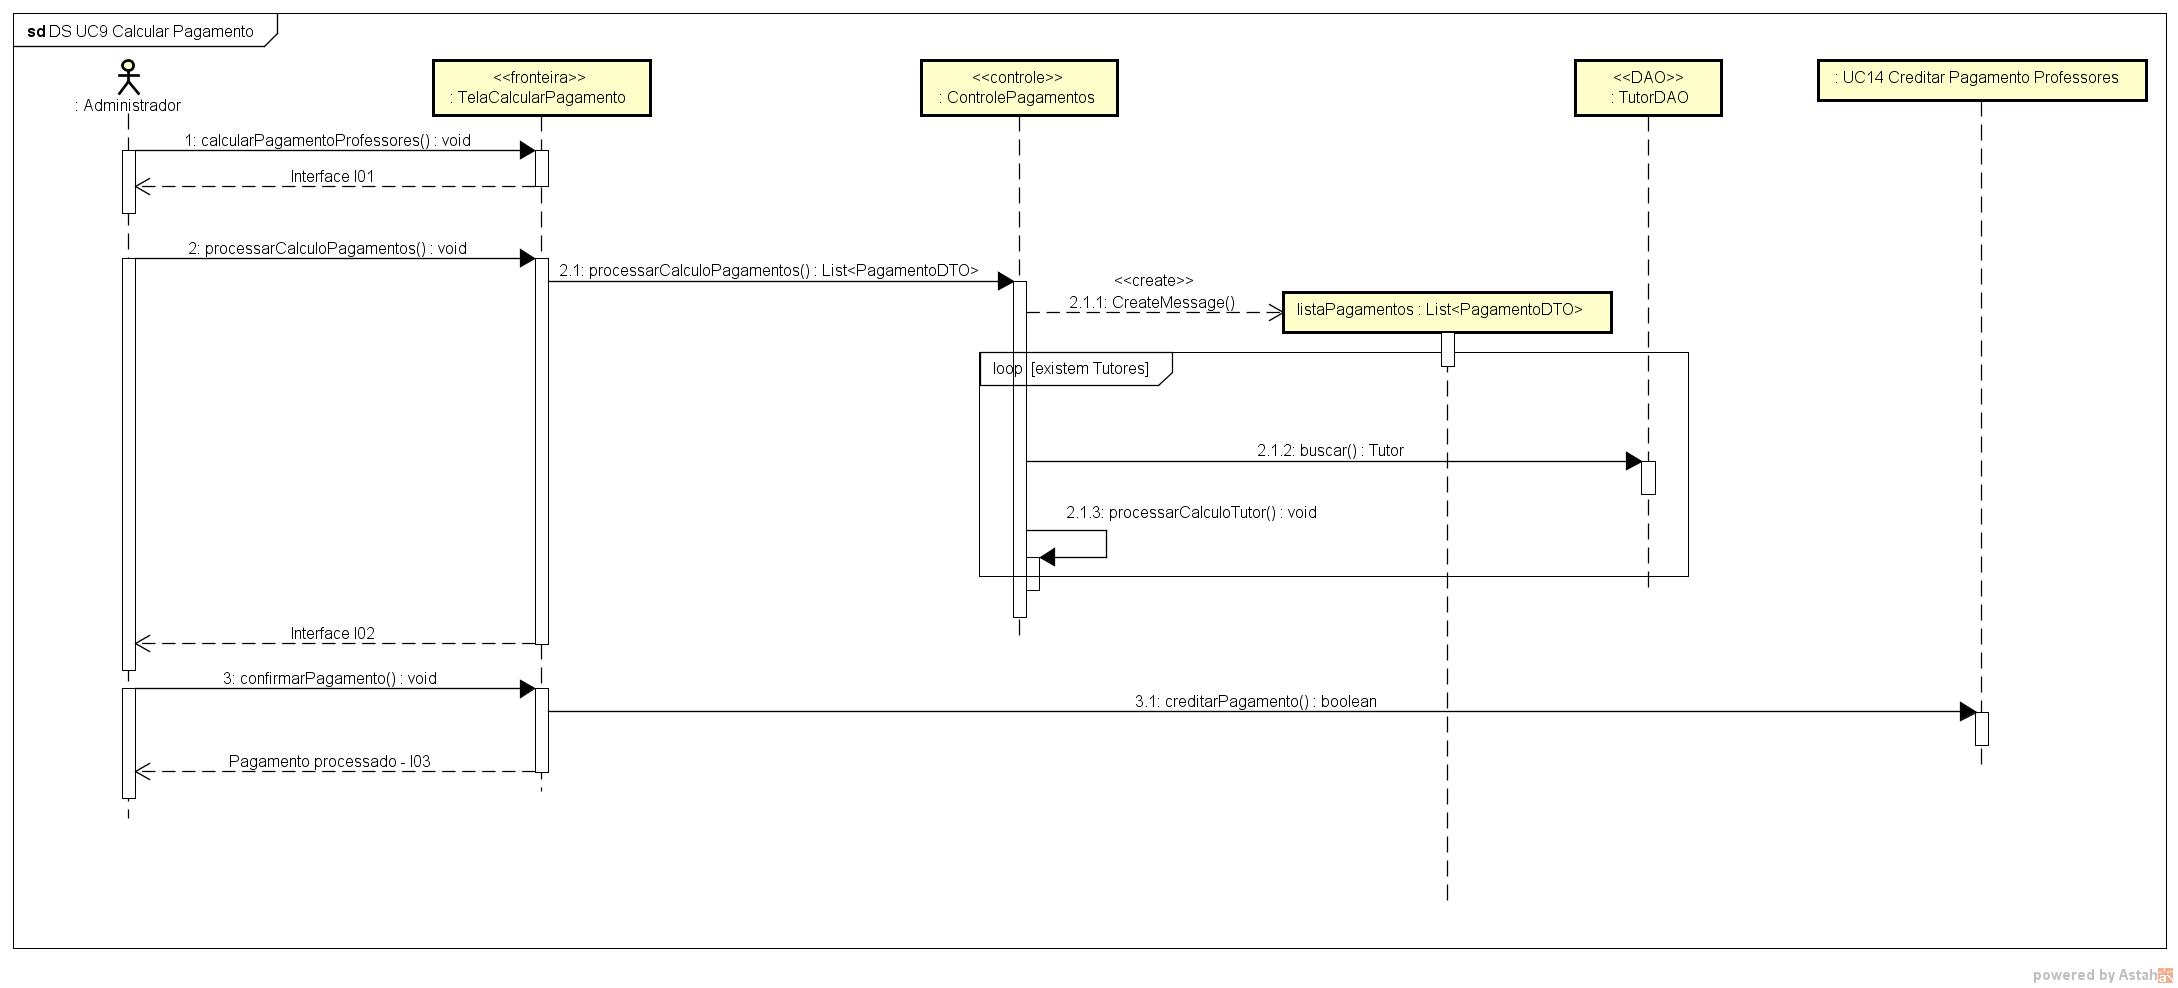 sd DS UC9 Calcular Pagamento
: Administrador
<<fronteira>>
: TelaCalcularPagamento
<<controle>>
: ControlePagamentos
<<DAO>>
: TutorDAO
: UC14 Creditar Pagamento Professores
1: calcularPagamentoProfessores() : void
Interface I01
2: processarCalculoPagamentos() : void
2.1: processarCalculoPagamentos() : List<PagamentoDTO>
<<create>>
2.1.1: CreateMessage()
listaPagamentos : List<PagamentoDTO>
loop [existem Tutores]
2.1.2: buscar() : Tutor
2.1.3: processarCalculoTutor() : void
Interface I02
3: confirmarPagamento() : void
3.1: creditarPagamento() : boolean
Pagamento processado - I03
powered by Astah